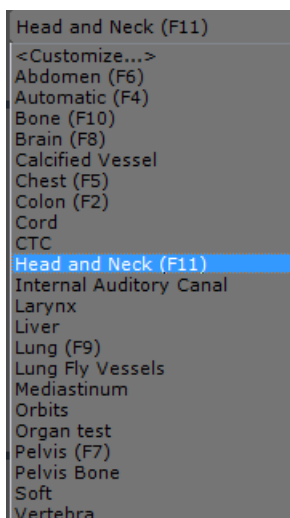 Head and Neck (F11)
<Customize...>
Abdomen (F6)
Automatic (F4)
Bone (F10)
Brain (F8)
Calcified Vessel
Chest (F5)
Colon (F2)
Cord
CTC
Head and Neck (F11)
Internal Auditory Canal
Larynx
Liver
Lung (F9)
Lung Fly Vessels
Mediastinum
Orbits
Organ test
Pelvis (F7)
Pelvis Bone
Soft
Vertebra